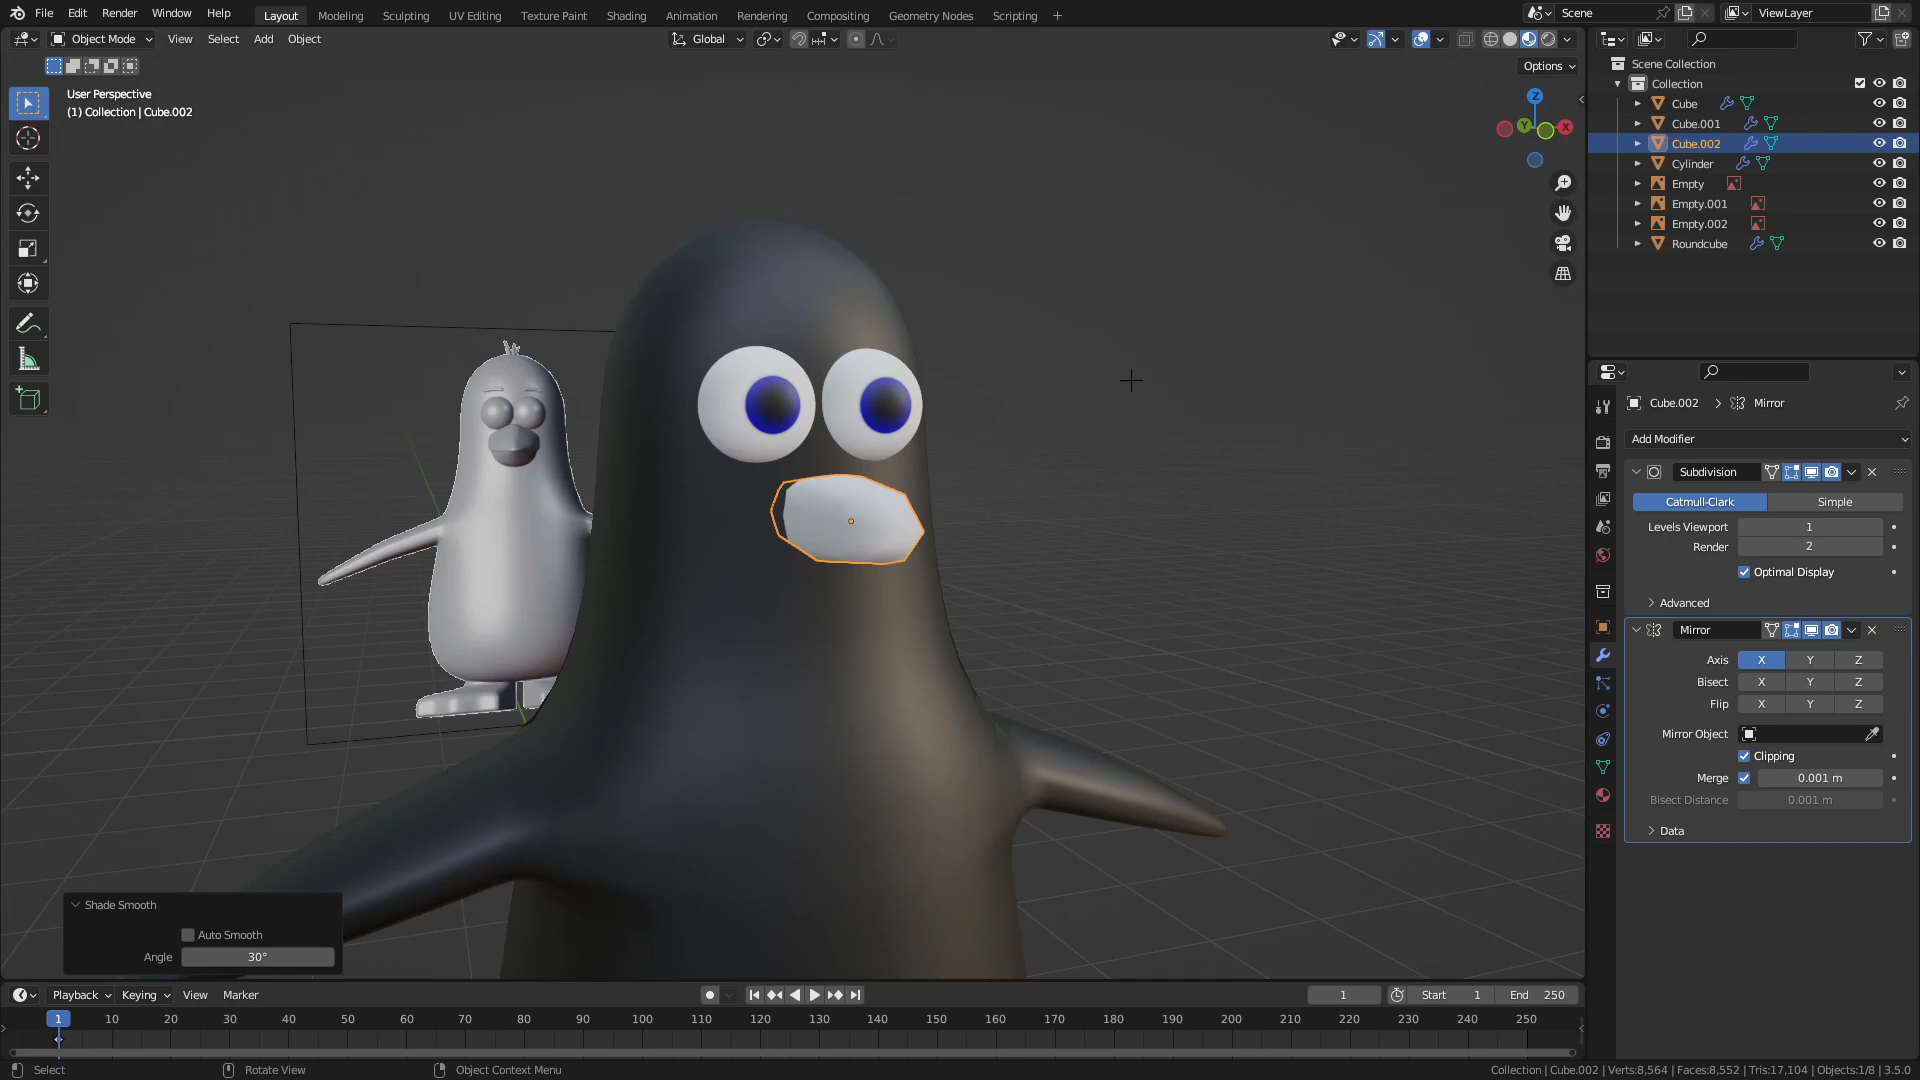 File Edit Render Window Help Layout Modeling Sculpting UV Editing Texture Paint Shading Animation Rendering Compositing Geometry Nodes Scripting + Scene ViewLayer
Object Mode View Select Add Object Global
Options
User Perspective
(1) Collection | Cube.002
Z
Y X
Scene Collection
Collection
Cube
Cube.001
Cube.002
Cylinder
Empty
Empty.001
Empty.002
Roundcube
Cube.002 > Mirror
Add Modifier
Subdivision
Catmull-Clark Simple
Levels Viewport 1
Render 2
Optimal Display
Advanced
Mirror
Axis X Y Z
Bisect X Y Z
Flip X Y Z
Mirror Object
Clipping
Merge 0.001 m
Bisect Distance 0.001 m
Data
Shade Smooth
Auto Smooth
Angle 30°
Playback Keying View Marker 1 Start 1 End 250
1 10 20 30 40 50 60 70 80 90 100 110 120 130 140 150 160 170 180 190 200 210 220 230 240 250
Select Rotate View Object Context Menu Collection | Cube.002 | Verts:8,564 | Faces:8,552 | Tris:17,104 | Objects:1/8 | 3.5.0